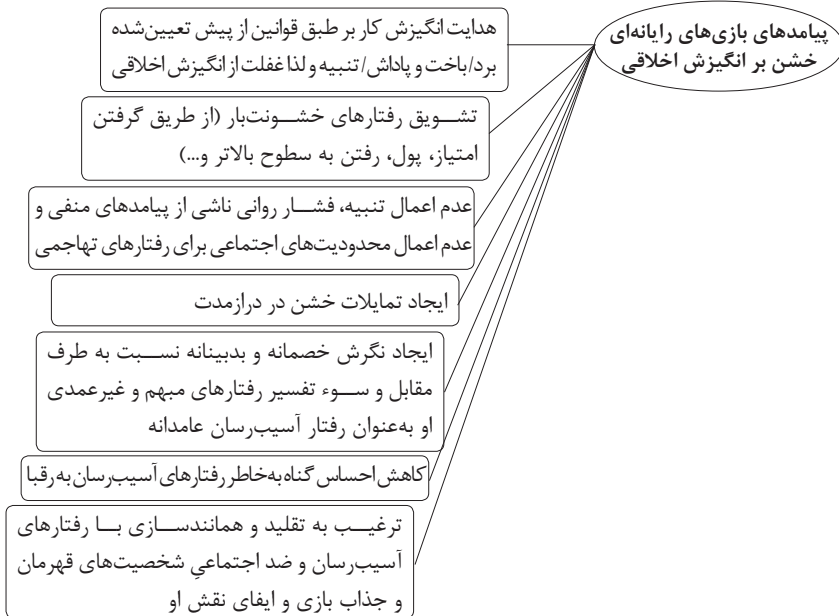 پیامدهای بازی‌های رایانه‌ای
خشن بر انگیزش اخلاقی
هدایت انگیزش کار بر طبق قوانین از پیش تعیین‌شده
برد/باخت و پاداش/تنبیه و لذا غفلت از انگیزش اخلاقی
تشویق رفتارهای خشونت‌بار (از طریق گرفتن
امتیاز، پول، رفتن به سطوح بالاتر و...)
عدم اعمال تنبیه، فشار روانی ناشی از پیامدهای منفی و
عدم اعمال محدودیت‌های اجتماعی برای رفتارهای تهاجمی
ایجاد تمایلات خشن در درازمدت
ایجاد نگرش خصمانه و بدبینانه نسبت به طرف
مقابل و سوء تفسیر رفتارهای مبهم و غیرعمدی
او به‌عنوان رفتار آسیب‌رسان عامدانه
کاهش احساس گناه به‌خاطر رفتارهای آسیب‌رسان به رقبا
ترغیب به تقلید و همانندسازی با رفتارهای
آسیب‌رسان و ضد اجتماعیِ شخصیت‌های قهرمان
و جذاب بازی و ایفای نقش او